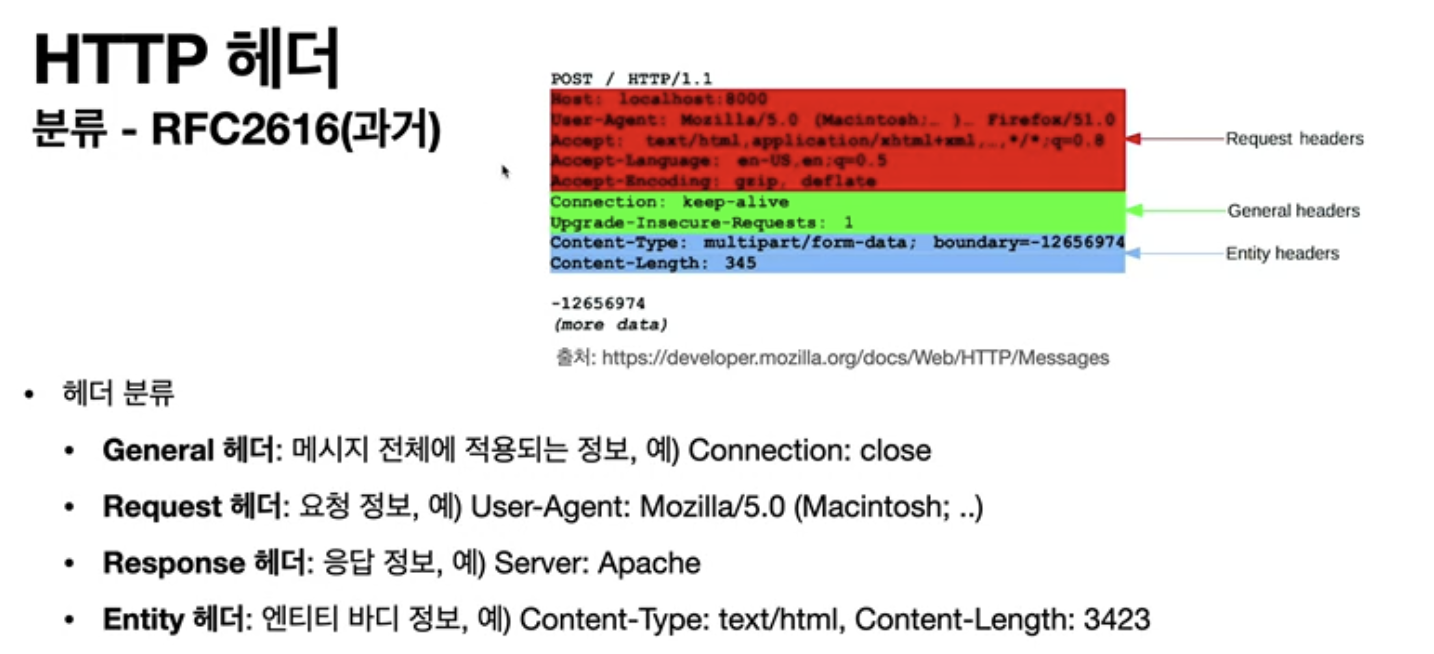 HTTP 헤더
분류 - RFC2616(과거)
POST / HTTP/1.1
Host: localhost:8000
User-Agent: Mozilla/5.0 (Macintosh;… )… Firefox/51.0
Accept: text/html,application/xhtml+xml,…,*/*;q=0.8
Accept-Language: en-US,en;q=0.5
Accept-Encoding: gzip, deflate
Request headers
Connection: keep-alive
Upgrade-Insecure-Requests: 1
General headers
Content-Type: multipart/form-data; boundary=-12656974
Content-Length: 345
Entity headers
-12656974
(more data)
출처: https://developer.mozilla.org/docs/Web/HTTP/Messages
• 헤더 분류
• General 헤더: 메시지 전체에 적용되는 정보, 예) Connection: close
• Request 헤더: 요청 정보, 예) User-Agent: Mozilla/5.0 (Macintosh; ..)
• Response 헤더: 응답 정보, 예) Server: Apache
• Entity 헤더: 엔티티 바디 정보, 예) Content-Type: text/html, Content-Length: 3423